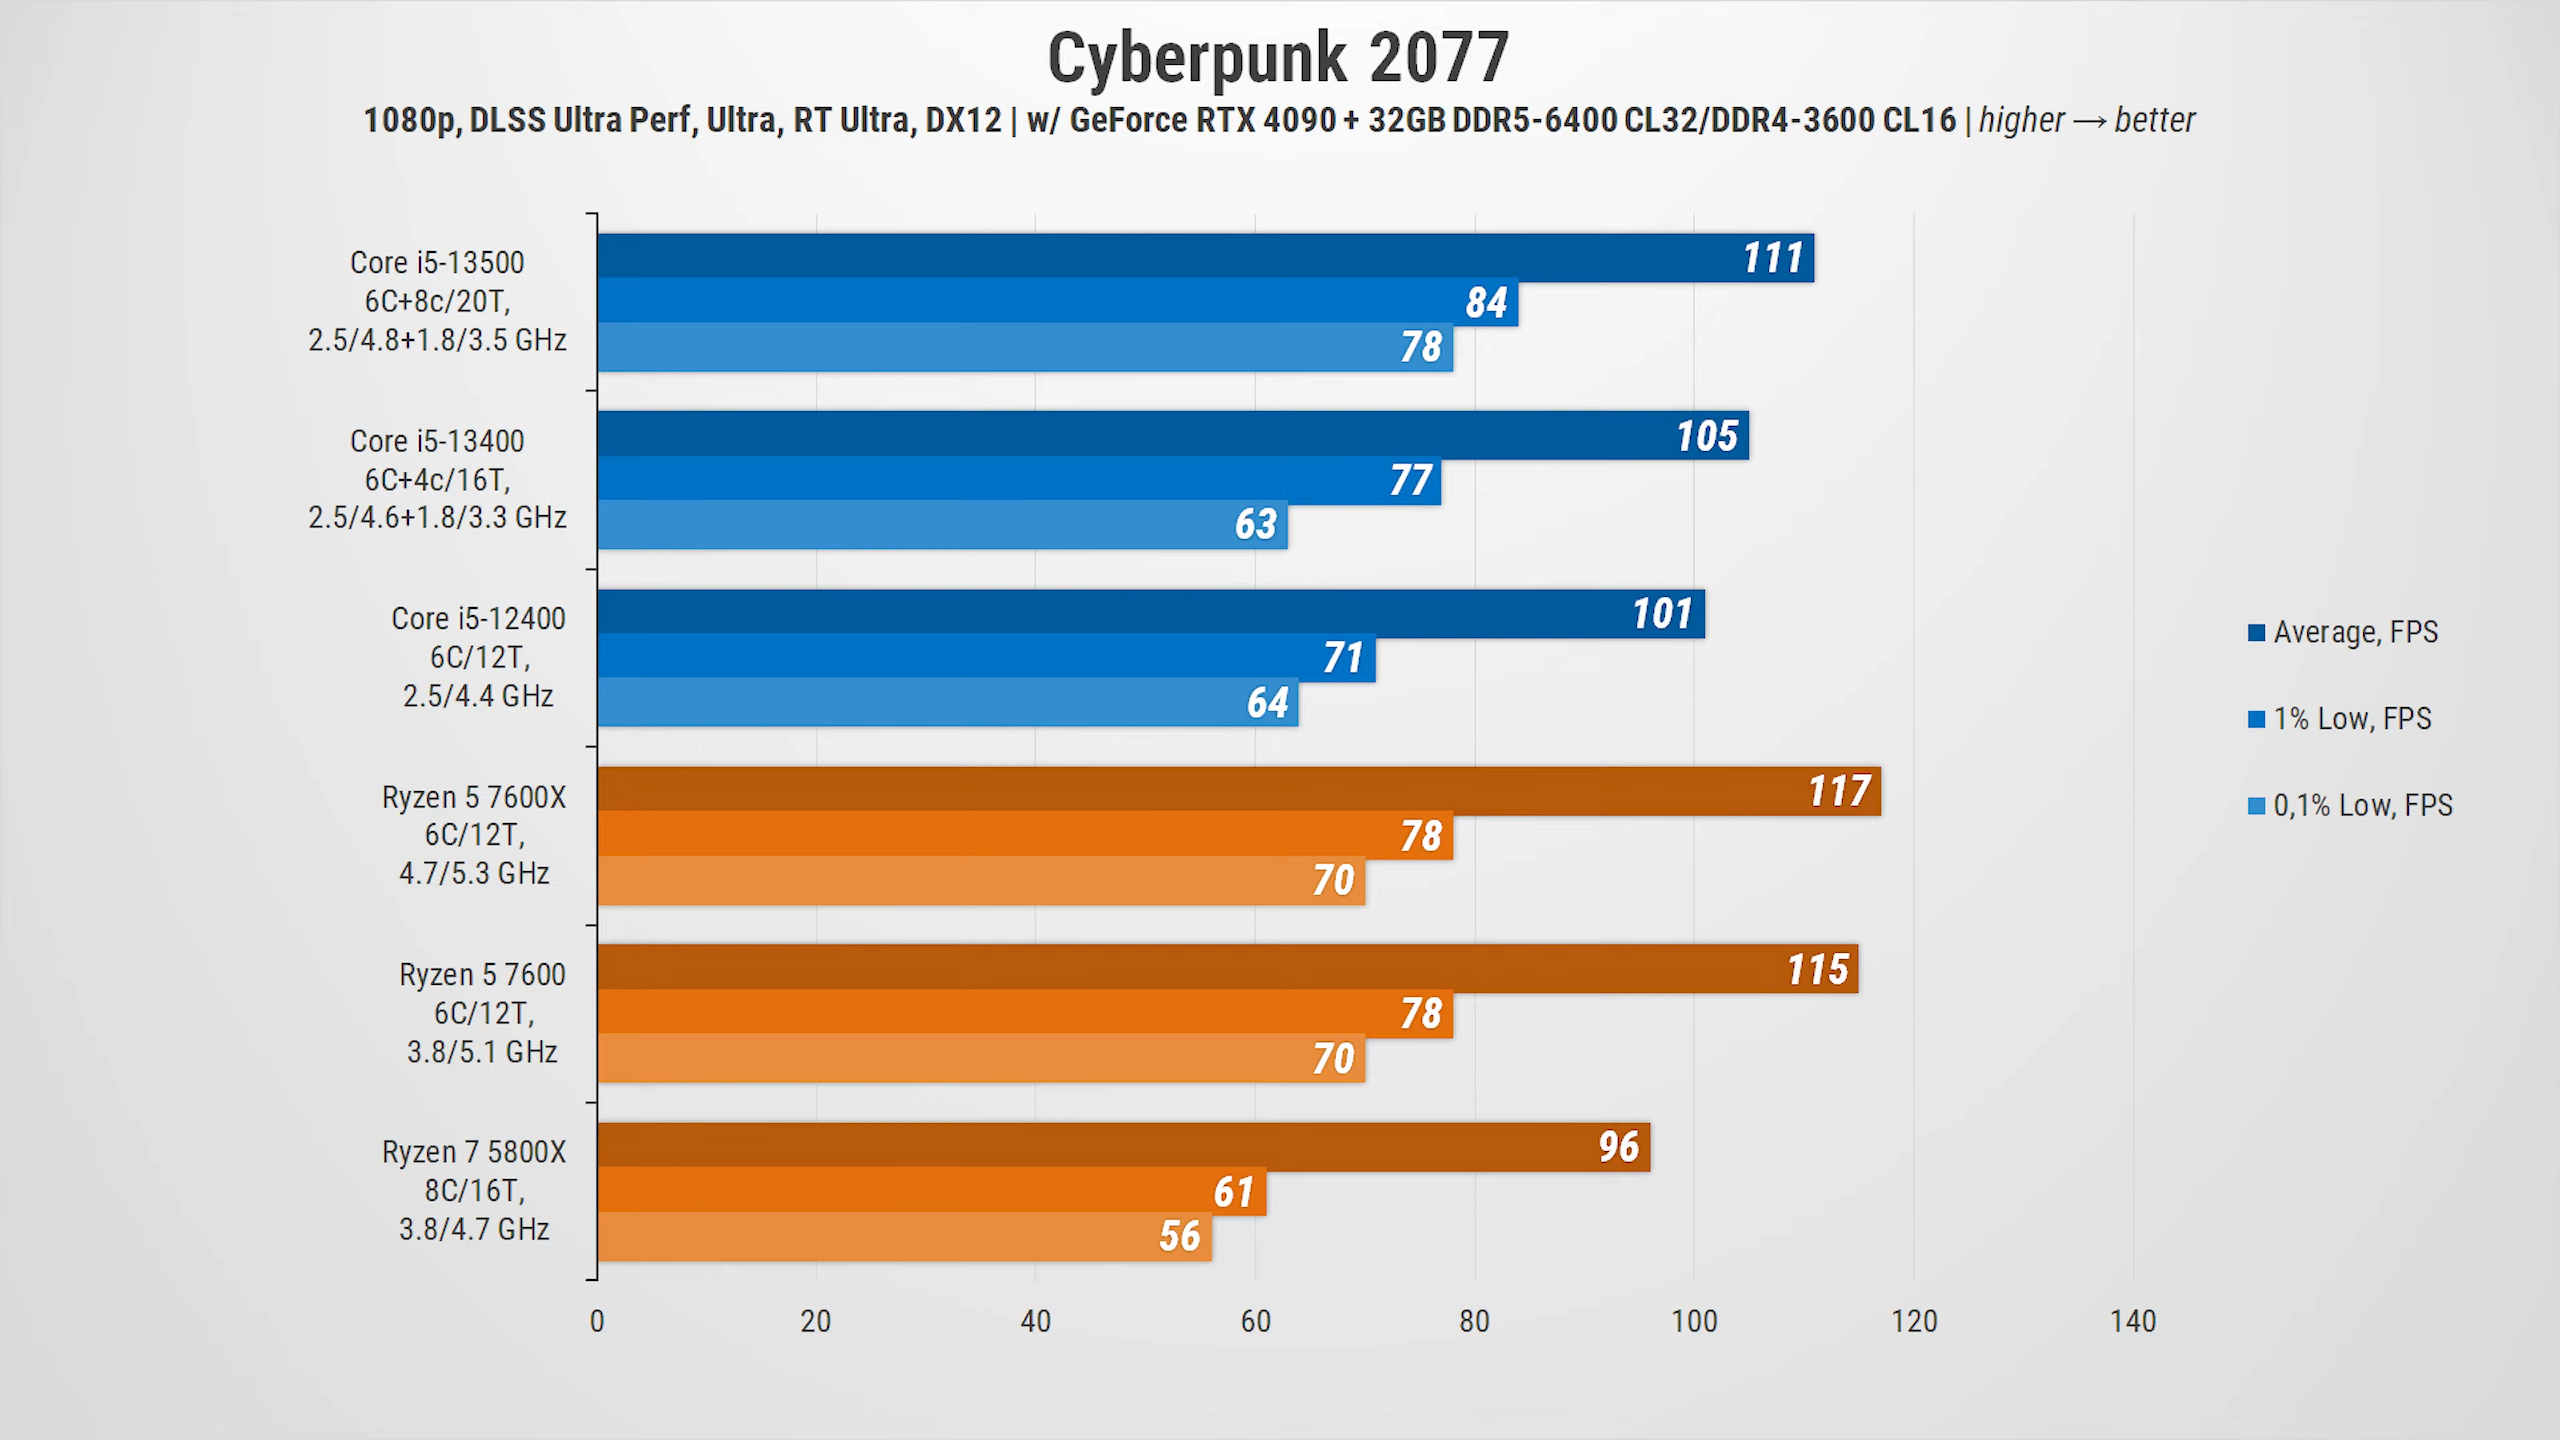 Cyberpunk 2077
1080p, DLSS Ultra Perf, Ultra, RT Ultra, DX12 | w/ GeForce RTX 4090 + 32GB DDR5-6400 CL32/DDR4-3600 CL16 | higher → better
Core i5-13500
6C+8c/20T,
2.5/4.8+1.8/3.5 GHz
111
84
78
Core i5-13400
6C+4c/16T,
2.5/4.6+1.8/3.3 GHz
105
77
63
Core i5-12400
6C/12T,
2.5/4.4 GHz
101
71
64
Ryzen 5 7600X
6C/12T,
4.7/5.3 GHz
117
78
70
Ryzen 5 7600
6C/12T,
3.8/5.1 GHz
115
78
70
Ryzen 7 5800X
8C/16T,
3.8/4.7 GHz
96
61
56
0 20 40 60 80 100 120 140
Average, FPS
1% Low, FPS
0,1% Low, FPS